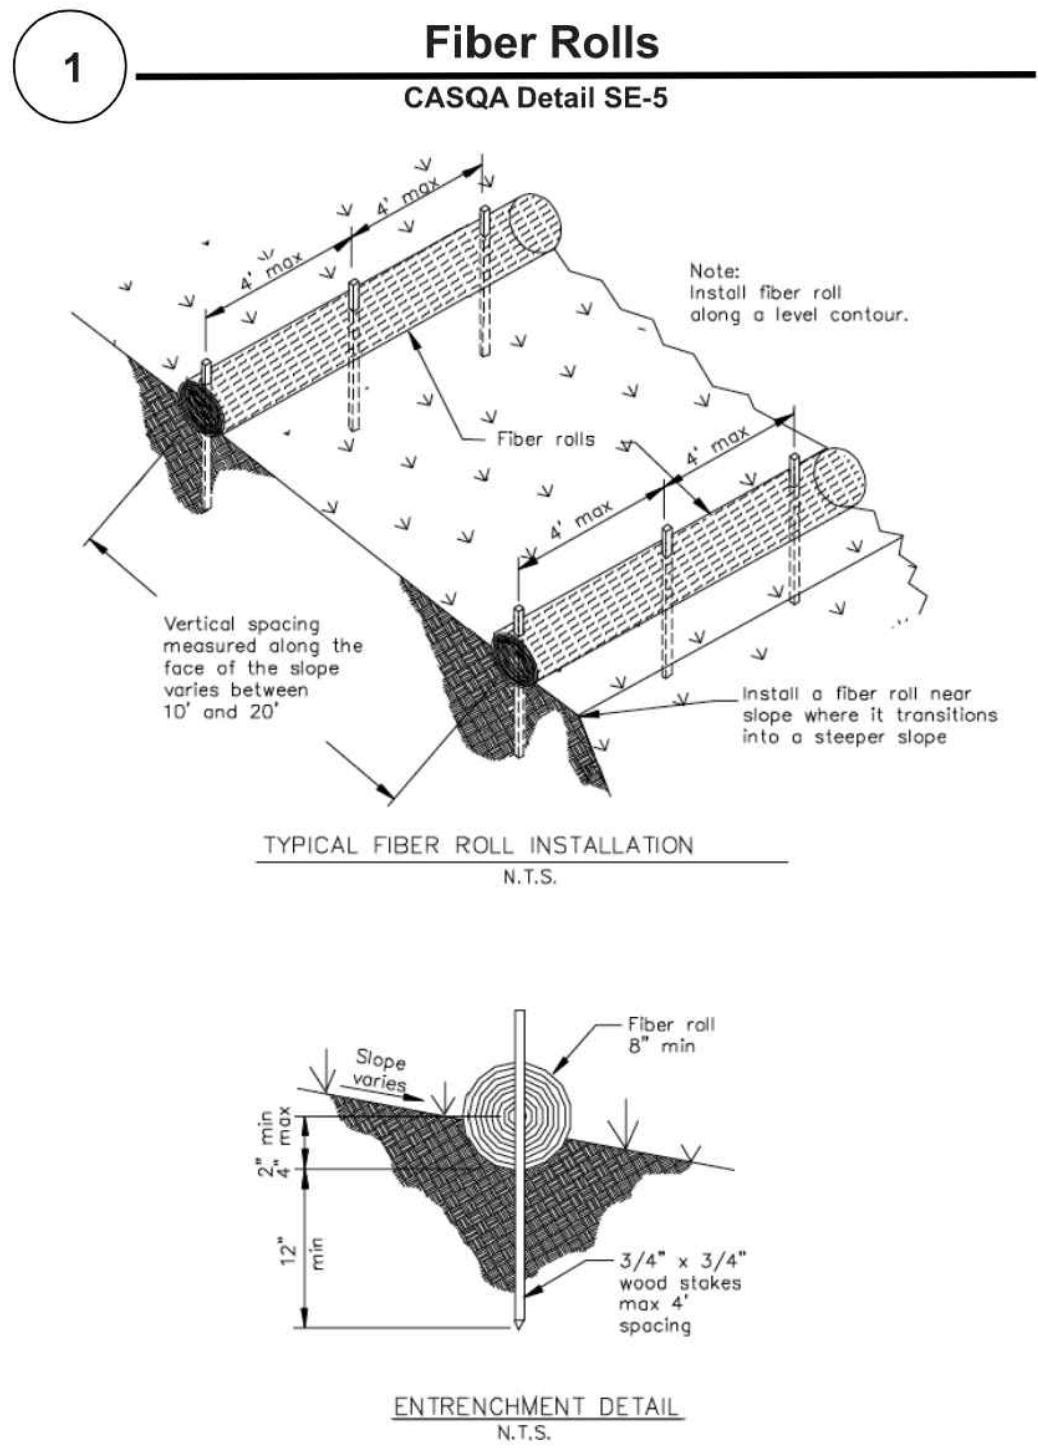 1
Fiber Rolls
CASQA Detail SE-5
4' max
4' max
Note:
Install fiber roll
along a level contour.
Fiber rolls
4' max
4' max
Vertical spacing
measured along the
face of the slope
varies between
10' and 20'
Install a fiber roll near
slope where it transitions
into a steeper slope
TYPICAL FIBER ROLL INSTALLATION
N.T.S.
Fiber roll
8" min
Slope
varies
2" min
4" max
12"
min
3/4" x 3/4"
wood stakes
max 4'
spacing
ENTRENCHMENT DETAIL
N.T.S.